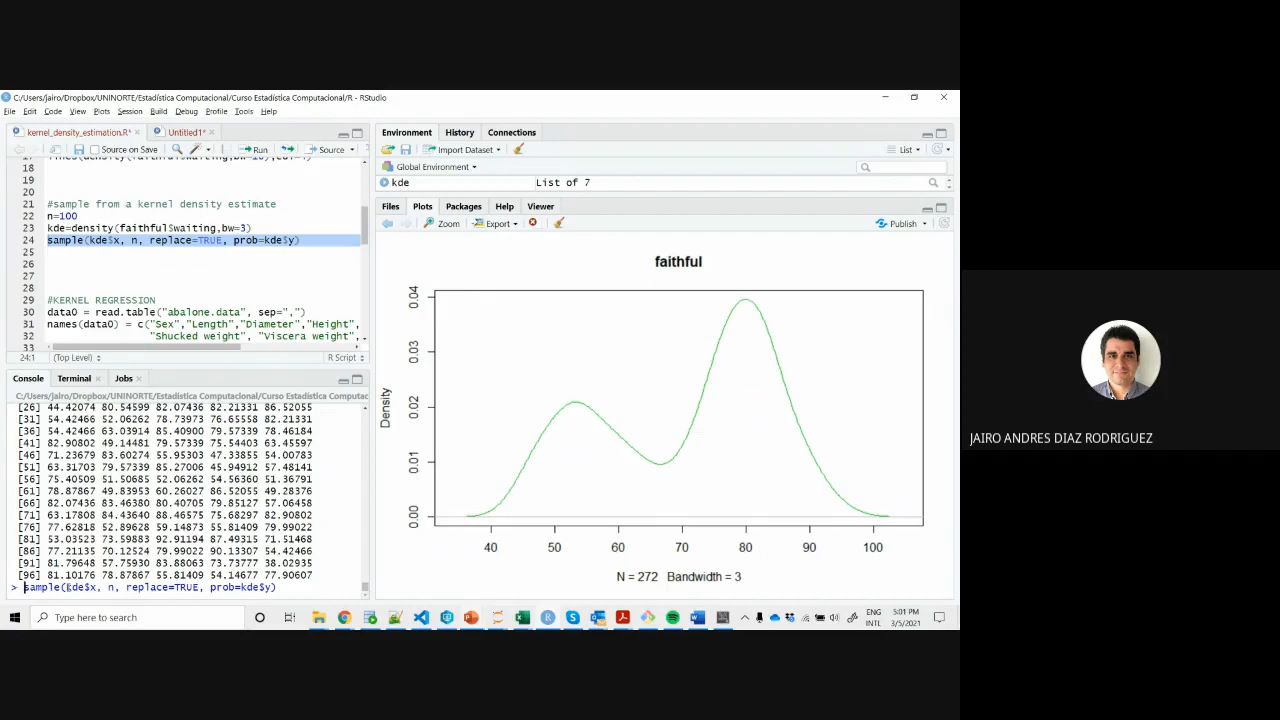 C:/Users/jairo/Dropbox/UNINORTE/Estadística Computacional/Curso Estadística Computacional/R - RStudio
File Edit Code View Plots Session Build Debug Profile Tools Help
kernel_density_estimation.R* Untitled1*
Source on Save Run Source
18
19
20
21 #sample from a kernel density estimate
22 n=100
23 kde=density(faithful$waiting,bw=3)
24 sample(kde$x, n, replace=TRUE, prob=kde$y)
25
26
27
28
29 #KERNEL REGRESSION
30 data0 = read.table("abalone.data", sep=",")
31 names(data0) = c("Sex","Length","Diameter","Height",
32 "Shucked weight", "Viscera weight",
33
24:1 (Top Level) R Script
Console Terminal Jobs
C:/Users/jairo/Dropbox/UNINORTE/Estadística Computacional/Curso Estadística Computac
[26] 44.42074 80.54599 82.07436 82.21331 86.52055
[31] 54.42466 52.06262 78.73973 76.65558 82.21331
[36] 54.42466 63.03914 85.40900 79.57339 78.46184
[41] 82.90802 49.14481 79.57339 75.54403 63.45597
[46] 71.23679 83.60274 55.95303 47.33855 54.00783
[51] 63.31703 79.57339 85.27006 45.94912 57.48141
[56] 75.40509 51.50685 52.06262 54.56360 51.36791
[61] 78.87867 49.83953 60.26027 86.52055 49.28376
[66] 82.07436 83.46380 80.40705 79.85127 57.06458
[71] 63.17808 84.43640 88.46575 75.68297 82.90802
[76] 77.62818 52.89628 59.14873 55.81409 79.99022
[81] 53.03523 73.59883 92.91194 87.49315 71.51468
[86] 77.21135 70.12524 79.99022 90.13307 54.42466
[91] 81.79648 57.75930 83.88063 73.73777 38.02935
[96] 81.10176 78.87867 55.81409 54.14677 77.90607
> sample(kde$x, n, replace=TRUE, prob=kde$y)
Environment History Connections
Import Dataset List
Global Environment
kde List of 7
Files Plots Packages Help Viewer
Zoom Export Publish
faithful
Density
0.04
0.03
0.02
0.01
0.00
40 50 60 70 80 90 100
N = 272 Bandwidth = 3
JAIRO ANDRES DIAZ RODRIGUEZ
Type here to search
ENG
INTL
5:01 PM
3/5/2021